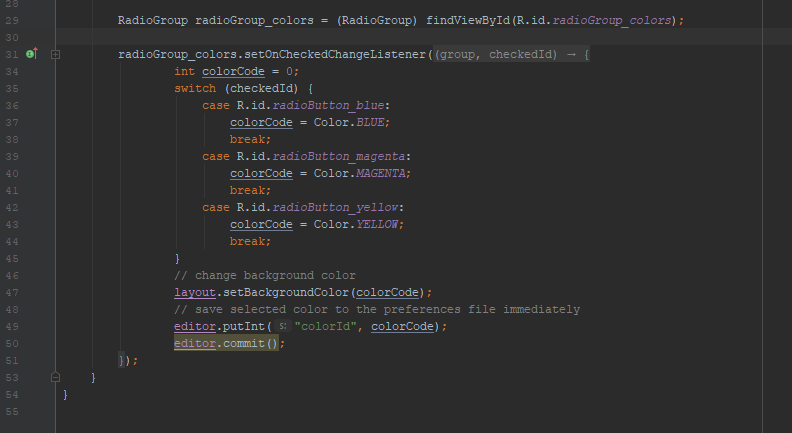 28
29 RadioGroup radioGroup_colors = (RadioGroup) findViewById(R.id.radioGroup_colors);
30
31 radioGroup_colors.setOnCheckedChangeListener((group, checkedId) → {
34 int colorCode = 0;
35 switch (checkedId) {
36 case R.id.radioButton_blue:
37 colorCode = Color.BLUE;
38 break;
39 case R.id.radioButton_magenta:
40 colorCode = Color.MAGENTA;
41 break;
42 case R.id.radioButton_yellow:
43 colorCode = Color.YELLOW;
44 break;
45 }
46 // change background color
47 layout.setBackgroundColor(colorCode);
48 // save selected color to the preferences file immediately
49 editor.putInt( s: "colorId", colorCode);
50 editor.commit();
51 });
53 }
54 }
55